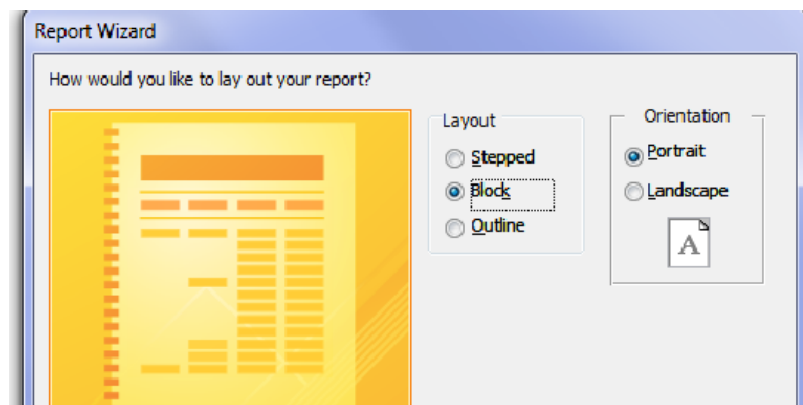 Report Wizard
How would you like to lay out your report?
Layout
Stepped
Block
Outline
Orientation
Portrait
Landscape
A